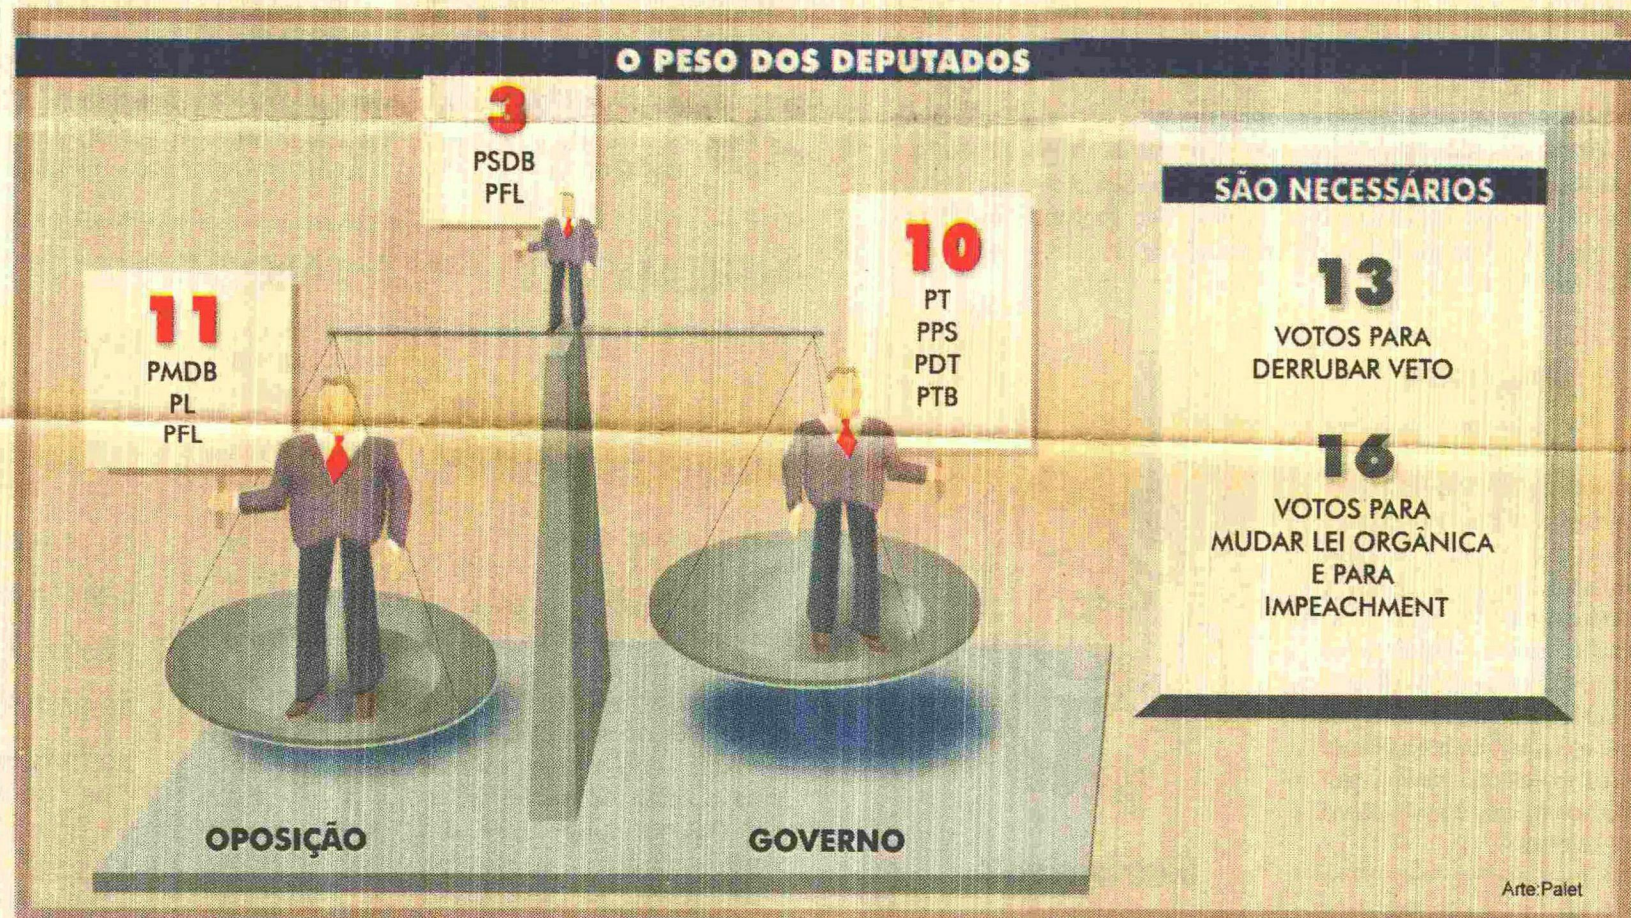 O PESO DOS DEPUTADOS
3
PSDB
PFL
11
PMDB
PL
PFL
10
PT
PPS
PDT
PTB
OPOSIÇÃO
GOVERNO
SÃO NECESSÁRIOS
13
VOTOS PARA
DERRUBAR VETO
16
VOTOS PARA
MUDAR LEI ORGÂNICA
E PARA
IMPEACHMENT
Arte:Palet